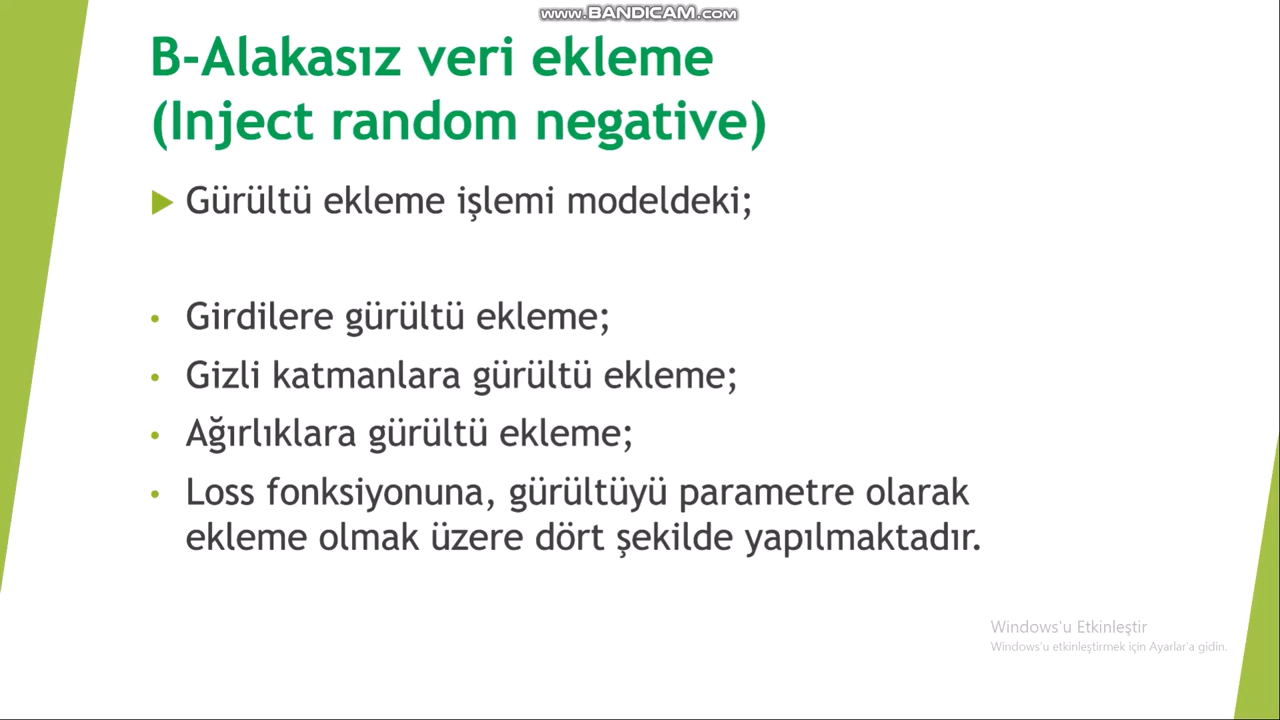 www.BANDICAM.com
B-Alakasız veri ekleme
(Inject random negative)
Gürültü ekleme işlemi modeldeki;
Girdilere gürültü ekleme;
Gizli katmanlara gürültü ekleme;
Ağırlıklara gürültü ekleme;
Loss fonksiyonuna, gürültüyü parametre olarak
ekleme olmak üzere dört şekilde yapılmaktadır.
Windows'u Etkinleştir
Windows'u etkinleştirmek için Ayarlar'a gidin.